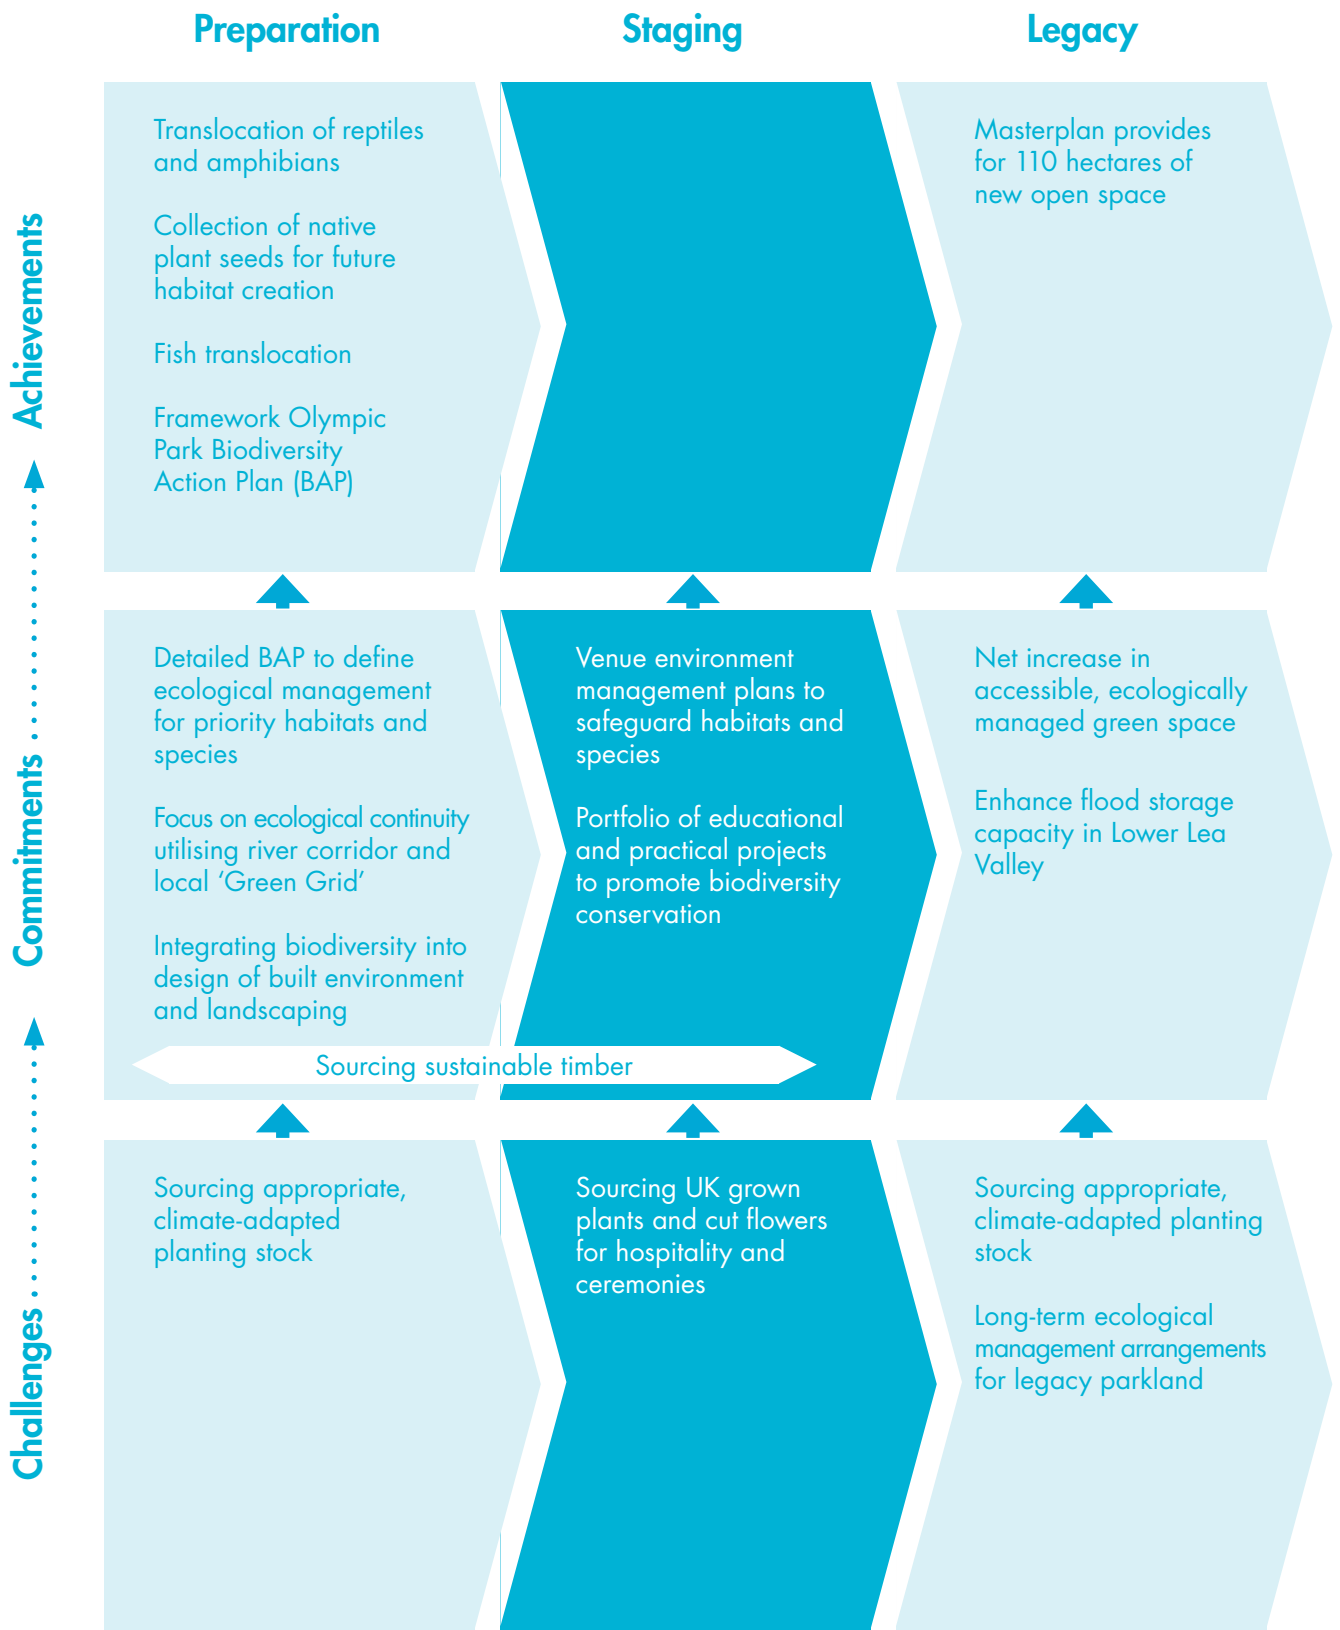 Preparation
Staging
Legacy
Achievements
Translocation of reptiles
and amphibians
Collection of native
plant seeds for future
habitat creation
Fish translocation
Framework Olympic
Park Biodiversity
Action Plan (BAP)
Masterplan provides
for 110 hectares of
new open space
Commitments
Detailed BAP to define
ecological management
for priority habitats and
species
Focus on ecological continuity
utilising river corridor and
local ‘Green Grid’
Integrating biodiversity into
design of built environment
and landscaping
Venue environment
management plans to
safeguard habitats and
species
Portfolio of educational
and practical projects
to promote biodiversity
conservation
Net increase in
accessible, ecologically
managed green space
Enhance flood storage
capacity in Lower Lea
Valley
Sourcing sustainable timber
Challenges
Sourcing appropriate,
climate-adapted
planting stock
Sourcing UK grown
plants and cut flowers
for hospitality and
ceremonies
Sourcing appropriate,
climate-adapted planting
stock
Long-term ecological
management arrangements
for legacy parkland